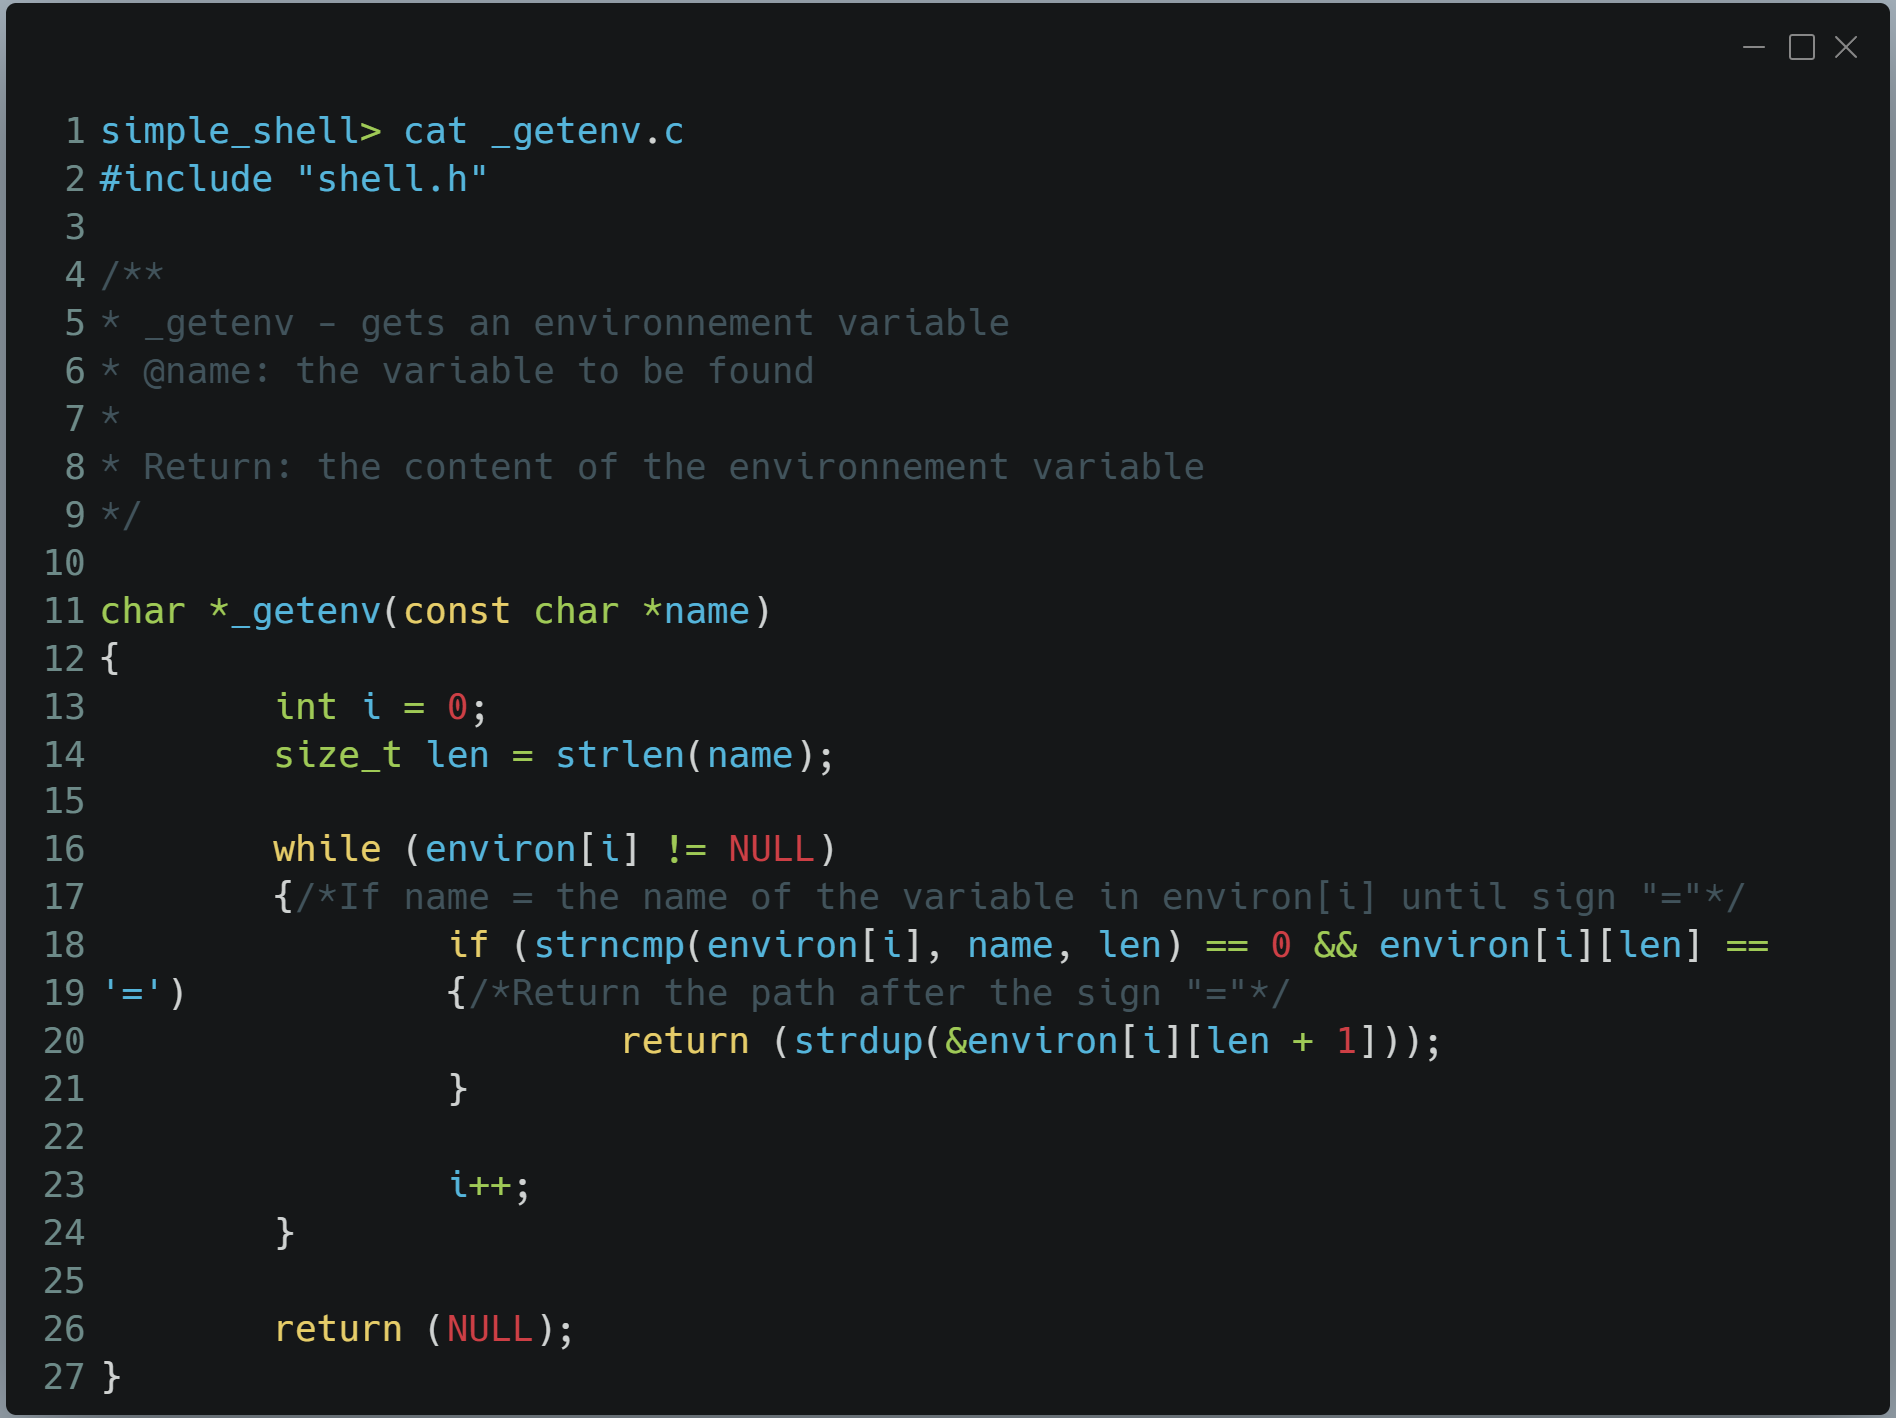 1 simple_shell> cat _getenv.c
2 #include "shell.h"
3
4 /**
5 * _getenv - gets an environnement variable
6 * @name: the variable to be found
7 *
8 * Return: the content of the environnement variable
9 */
10
11 char *_getenv(const char *name)
12 {
13         int i = 0;
14         size_t len = strlen(name);
15
16         while (environ[i] != NULL)
17         {/*If name = the name of the variable in environ[i] until sign "="*/
18                 if (strncmp(environ[i], name, len) == 0 && environ[i][len] ==
19 '=')            {/*Return the path after the sign "="*/
20                         return (strdup(&environ[i][len + 1]));
21                 }
22
23                 i++;
24         }
25
26         return (NULL);
27 }